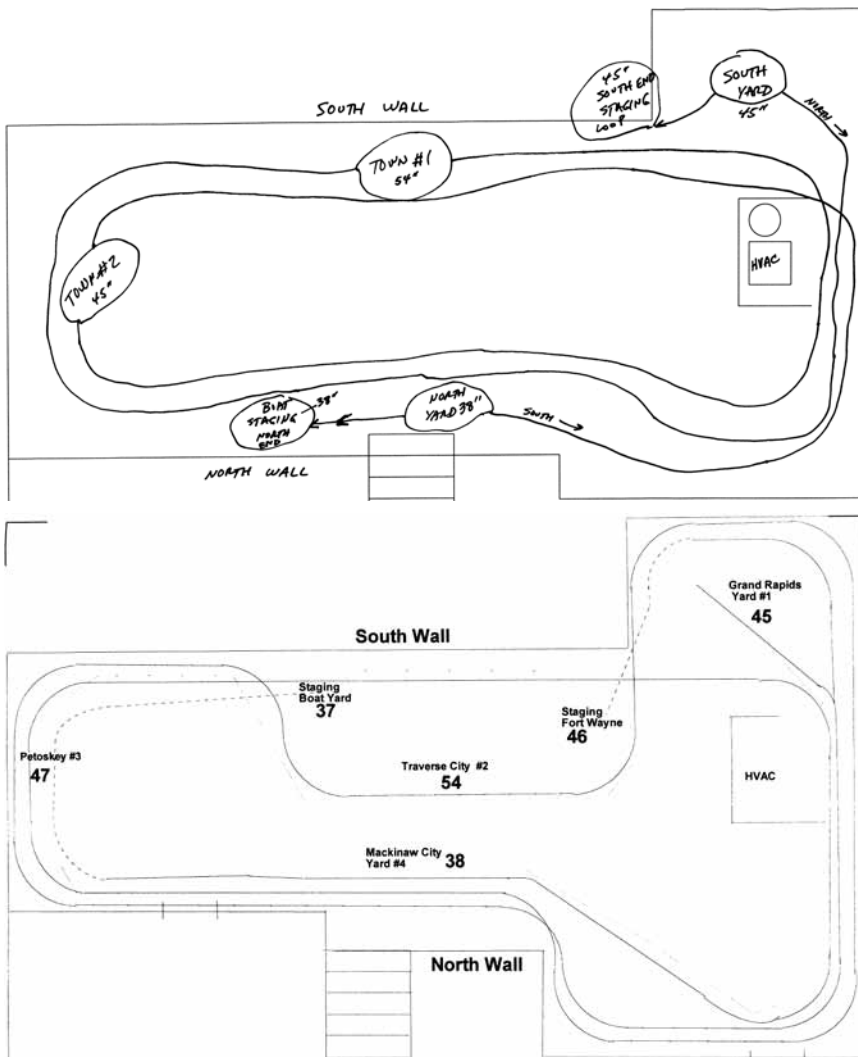 45"
SOUTH END
STAGING
LOOP
SOUTH
YARD
45"
NORTH
SOUTH WALL
TOWN #1
54"
HVAC
TOWN #2
45"
BOAT
STAGING
38"
NORTH
END
NORTH
YARD 38"
SOUTH
NORTH WALL
Grand Rapids
Yard #1
45
South Wall
Staging
Boat Yard
37
Staging
Fort Wayne
46
Petoskey #3
47
Traverse City #2
54
HVAC
Mackinaw City
Yard #4 38
North Wall